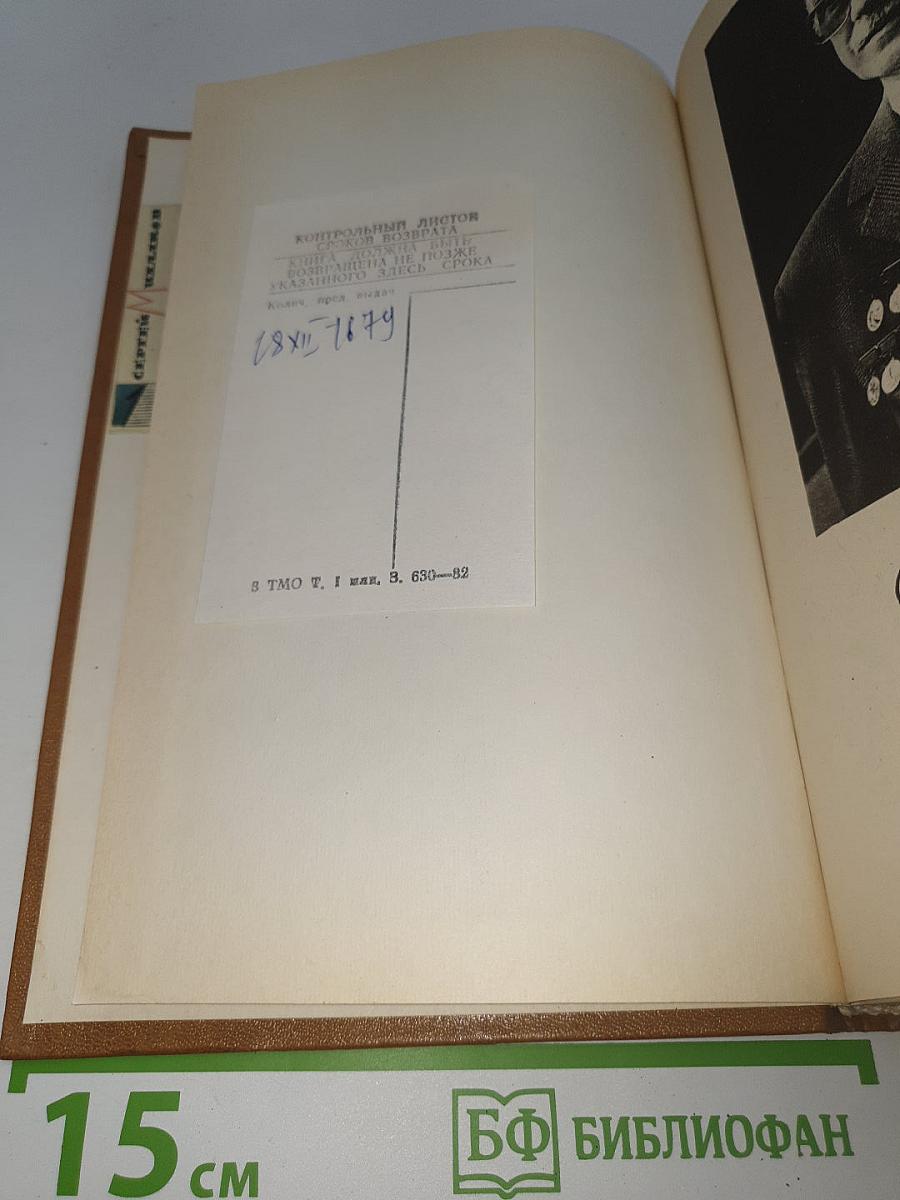 СЕРГЕЙ МИХАЛКОВ
КОНТРОЛЬНЫЙ ЛИСТОК
СРОКОВ ВОЗВРАТА
КНИГА ДОЛЖНА БЫТЬ
ВОЗВРАЩЕНА НЕ ПОЗЖЕ
УКАЗАННОГО ЗДЕСЬ СРОКА
Колич. пред. выдач
28 XII - 1679
8 ТМО Т. 1 млн. З. 630—82
15 см
БФ БИБЛИОФАН